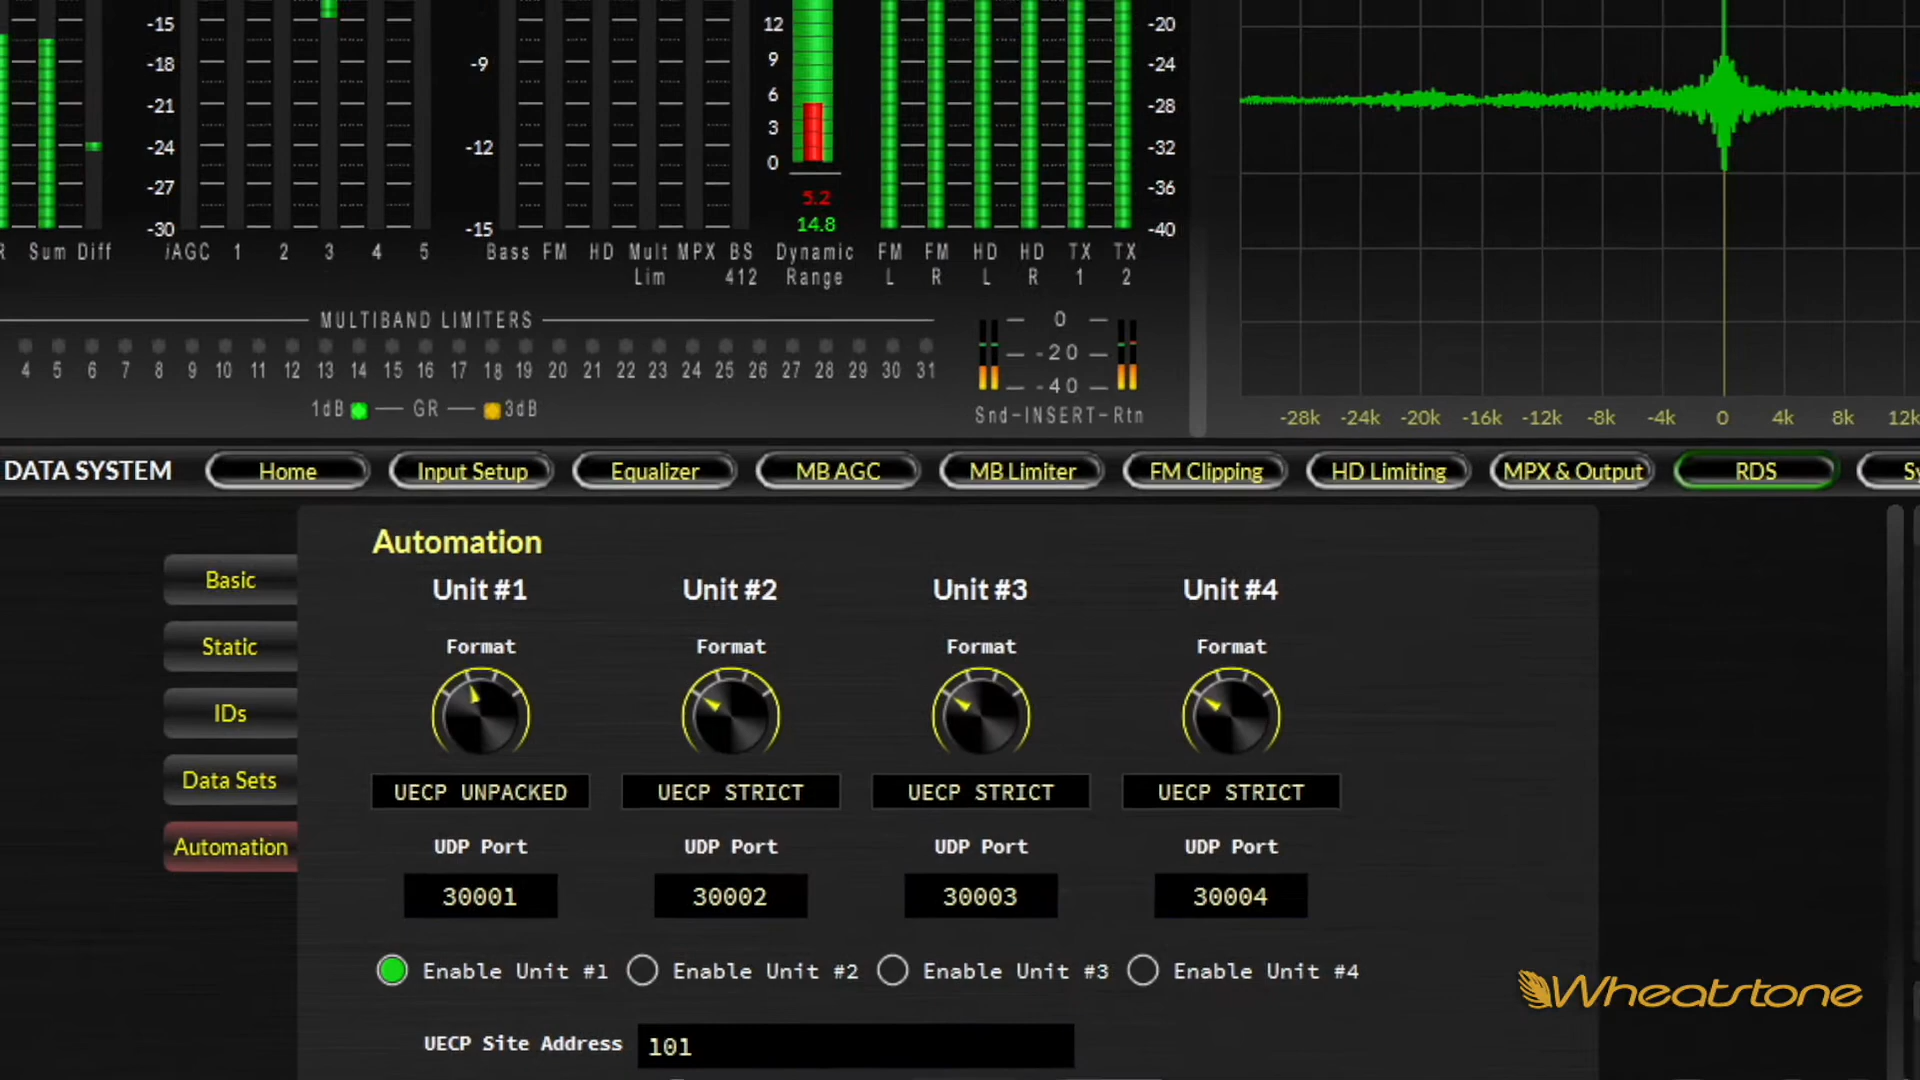 -15
-18
-21
-24
-27
-30
-9
-12
-15
12
9
6
3
0
5.2
14.8
-20
-24
-28
-32
-36
-40
R Sum Diff iAGC 1 2 3 4 5 Bass FM HD Mult Lim MPX BS 412 Dynamic Range FM L FM R HD L HD R TX 1 TX 2
MULTIBAND LIMITERS
4 5 6 7 8 9 10 11 12 13 14 15 16 17 18 19 20 21 22 23 24 25 26 27 28 29 30 31
1dB GR 3dB
0
-20
-40
Snd-INSERT-Rtn
-28k -24k -20k -16k -12k -8k -4k 0 4k 8k 12k
DATA SYSTEM Home Input Setup Equalizer MB AGC MB Limiter FM Clipping HD Limiting MPX & Output RDS Sy
Basic
Static
IDs
Data Sets
Automation
Automation
Unit #1 Unit #2 Unit #3 Unit #4
Format Format Format Format
UECP UNPACKED UECP STRICT UECP STRICT UECP STRICT
UDP Port UDP Port UDP Port UDP Port
30001 30002 30003 30004
Enable Unit #1 Enable Unit #2 Enable Unit #3 Enable Unit #4
UECP Site Address 101
Wheatstone